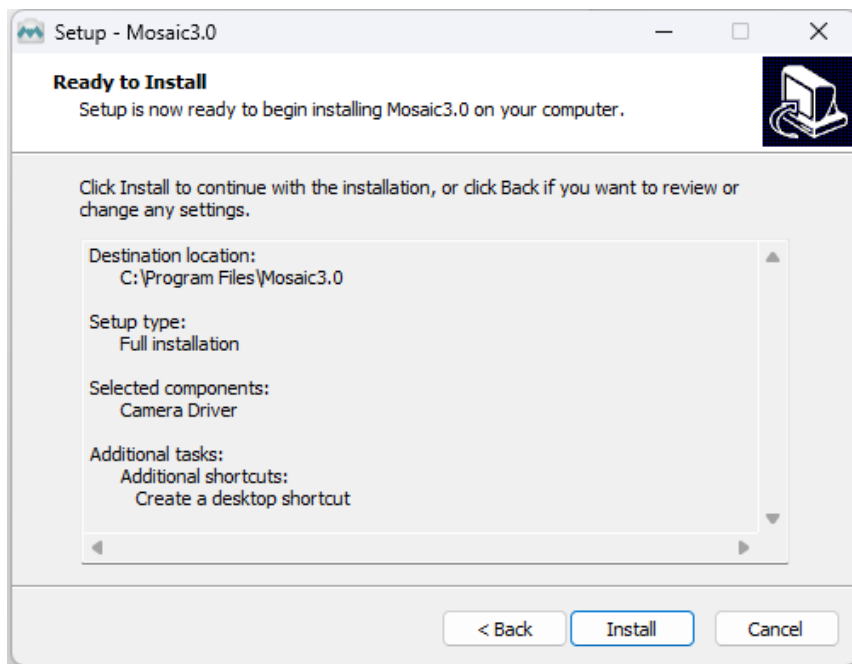 Setup - Mosaic3.0
Ready to Install
Setup is now ready to begin installing Mosaic3.0 on your computer.
Click Install to continue with the installation, or click Back if you want to review or
change any settings.
Destination location:
C:\Program Files\Mosaic3.0
Setup type:
Full installation
Selected components:
Camera Driver
Additional tasks:
Additional shortcuts:
Create a desktop shortcut
< Back
Install
Cancel